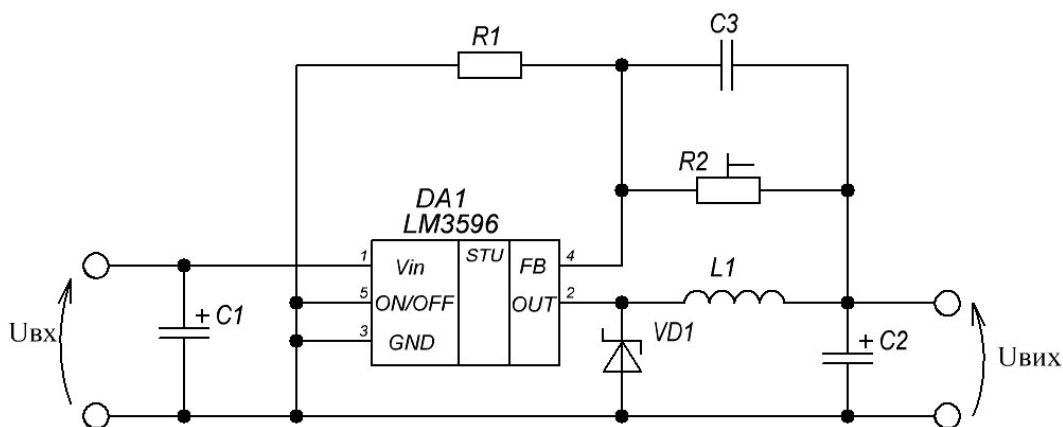 R1
C3
R2
DA1
LM3596
1 Vin STU FB 4
5 ON/OFF OUT 2
3 GND
L1
+ C1
VD1
+ C2
Uвх
Uвих